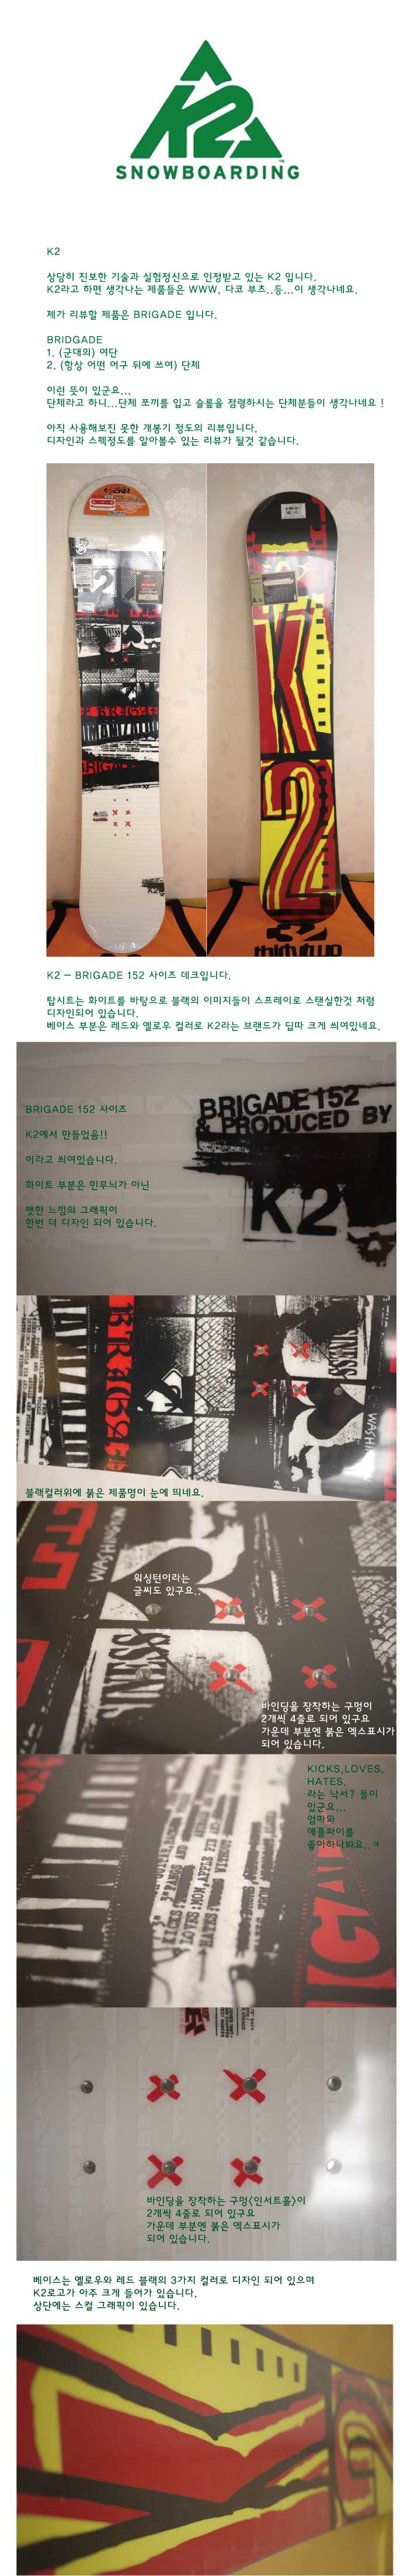 K2
SNOWBOARDING
K2
상당히 진보한 기술과 실험정신으로 인정받고 있는 K2 입니다.
K2라고 하면 생각나는 제품들은 WWW, 다코 부츠..등...이 생각나네요.
제가 리뷰할 제품은 BRIGADE 입니다.
BRIDGADE
1. (군대의) 여단
2. (항상 어떤 어구 뒤에 쓰여) 단체
이런 뜻이 있군요...
단체라고 하니...단체 쪼끼를 입고 슬롶을 점령하시는 단체분들이 생각나네요 !
아직 사용해보진 못한 개봉기 정도의 리뷰입니다.
디자인과 스펙정도를 알아볼수 있는 리뷰가 될것 같습니다.
K2
thirtytwo
K2 - BRIGADE 152 사이즈 데크입니다.
탑시트는 화이트를 바탕으로 블랙의 이미지들이 스프레이로 스탠실한것 처럼
디자인되어 있습니다.
베이스 부분은 레드와 옐로우 컬러로 K2라는 브랜드가 딥따 크게 씌여있네요.
BRIGADE 152 사이즈
K2에서 만들었음!!
이라고 씌여있습니다.
화이트 부분은 민무늬가 아닌
맷한 느낌의 그래픽이
한번 더 디자인 되어 있습니다.
BRIGADE 152
& PRODUCED BY
K2
블랙컬러위에 붉은 제품명이 눈에 띄네요.
워싱턴이라는
글씨도 있구요..
바인딩을 장착하는 구멍이
2개씩 4줄로 되어 있구요
가운데 부분엔 붉은 엑스표시가
되어 있습니다.
KICKS,LOVES,
HATES.
라는 낙서? 들이
있군요...
엄마와
애플파이를
좋아하나봐요..ㅋ
바인딩을 장착하는 구멍<인서트홀>이
2개씩 4줄로 되어 있구요
가운데 부분엔 붉은 엑스표시가
되어 있습니다.
베이스는 옐로우와 레드 블랙의 3가지 컬러로 디자인 되어 있으며
K2로고가 아주 크게 들어가 있습니다.
상단에는 스컬 그래픽이 있습니다.